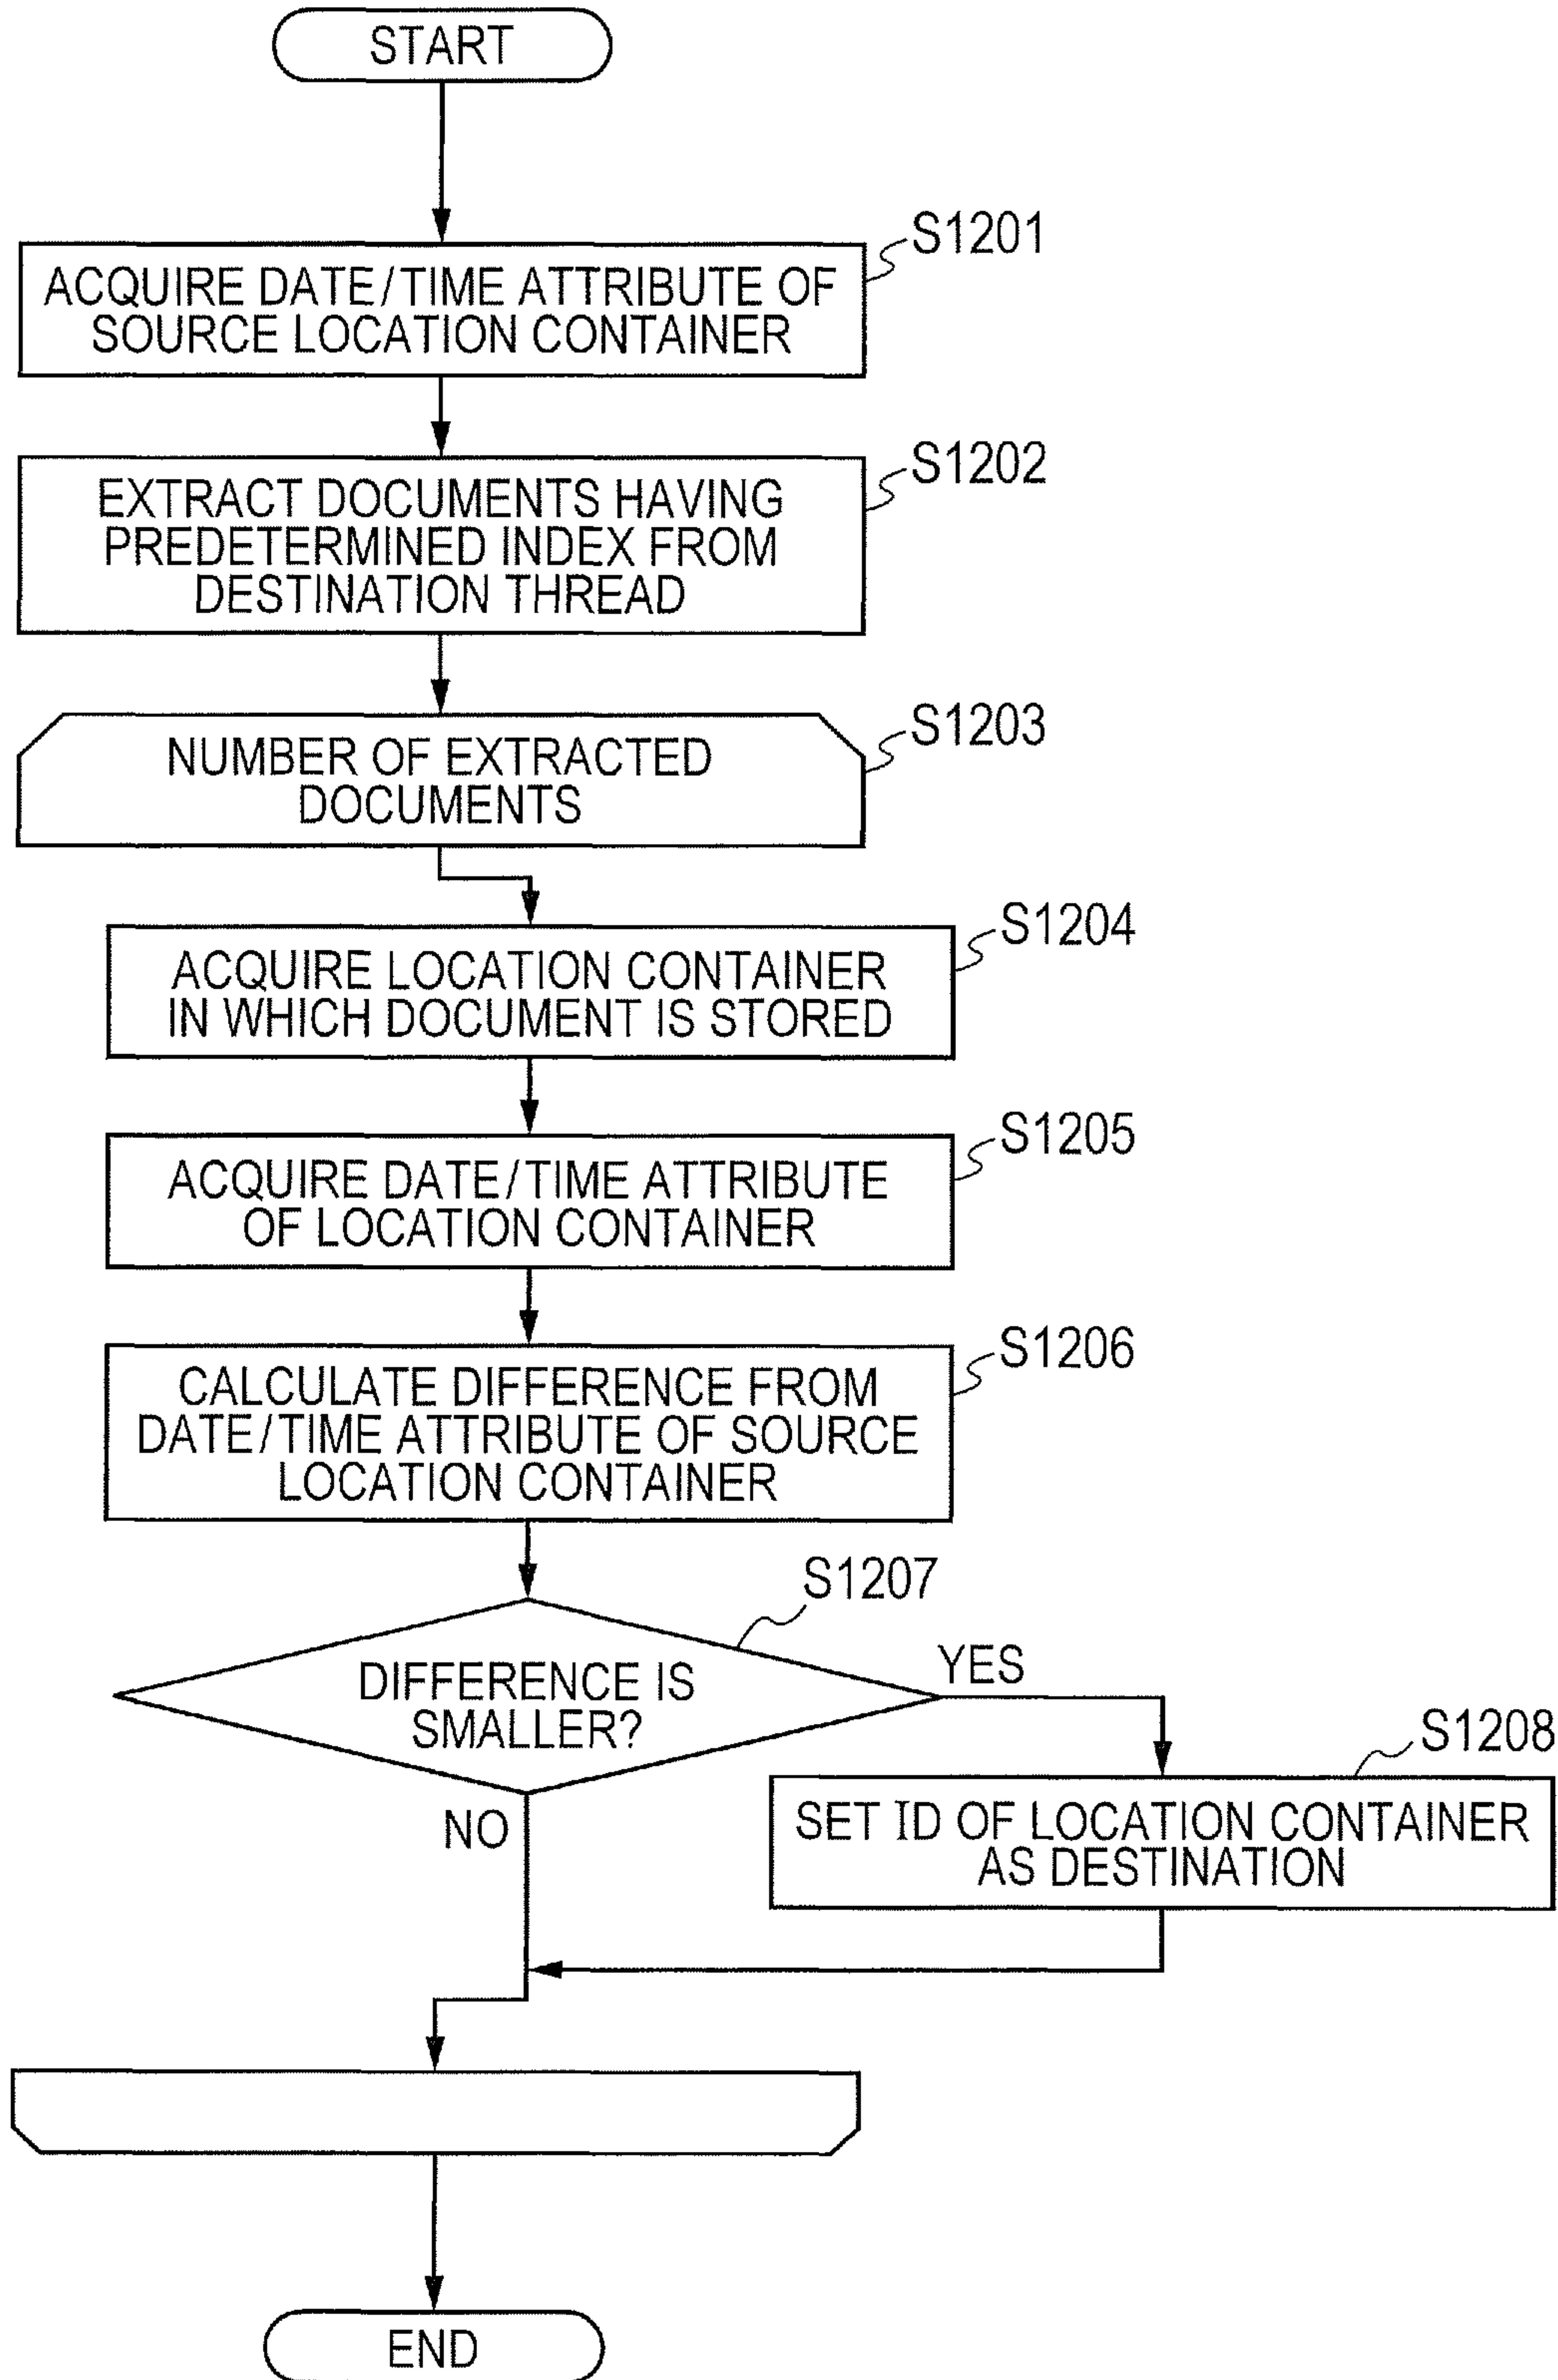 START
S1201
ACQUIRE DATE/TIME ATTRIBUTE OF
SOURCE LOCATION CONTAINER
S1202
EXTRACT DOCUMENTS HAVING
PREDETERMINED INDEX FROM
DESTINATION THREAD
S1203
NUMBER OF EXTRACTED
DOCUMENTS
S1204
ACQUIRE LOCATION CONTAINER
IN WHICH DOCUMENT IS STORED
S1205
ACQUIRE DATE/TIME ATTRIBUTE
OF LOCATION CONTAINER
S1206
CALCULATE DIFFERENCE FROM
DATE/TIME ATTRIBUTE OF SOURCE
LOCATION CONTAINER
S1207
DIFFERENCE IS
SMALLER?
YES
S1208
SET ID OF LOCATION CONTAINER
AS DESTINATION
NO
END